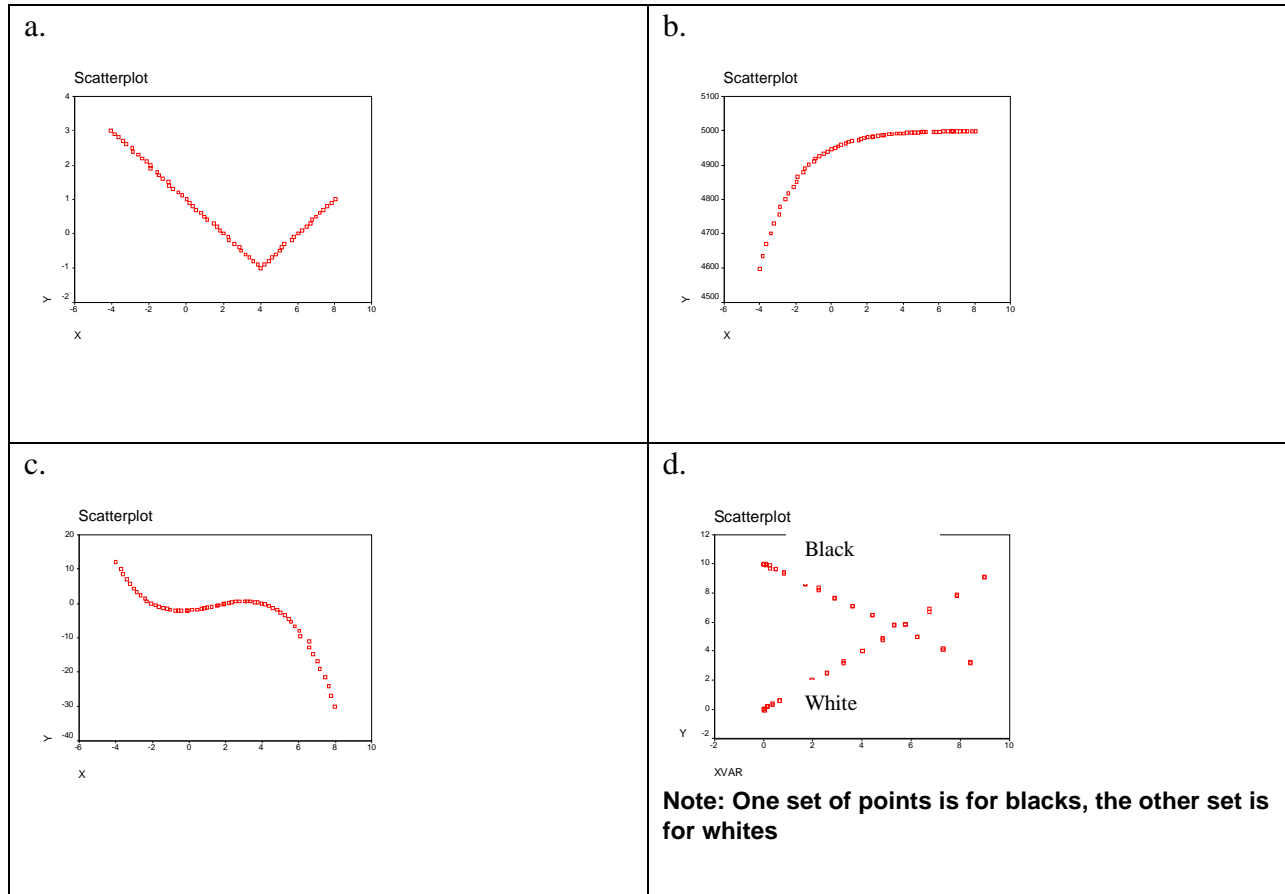 a.
Scatterplot
4
3
2
1
0
-1
-2
Y
-6 -4 -2 0 2 4 6 8 10
X
b.
Scatterplot
5100
5000
4900
4800
4700
4600
4500
Y
-6 -4 -2 0 2 4 6 8 10
X
c.
Scatterplot
20
10
0
-10
-20
-30
-40
Y
-6 -4 -2 0 2 4 6 8 10
X
d.
Scatterplot
12
10
8
6
4
2
0
-2
Black
White
Y
-2 0 2 4 6 8 10
XVAR
Note: One set of points is for blacks, the other set is
for whites